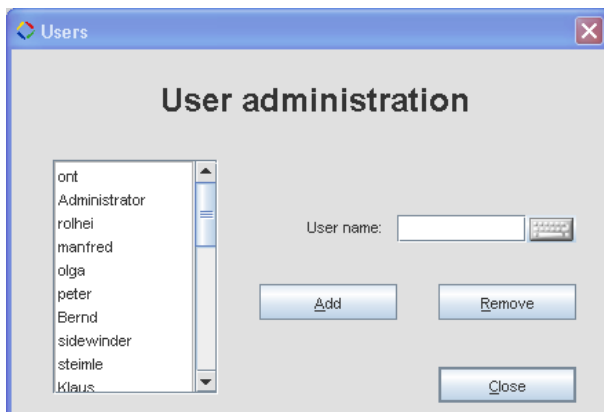 Users
User administration
ont
Administrator
rolhei
manfred
olga
peter
Bernd
sidewinder
steimle
Klaus
User name:
Add
Remove
Close